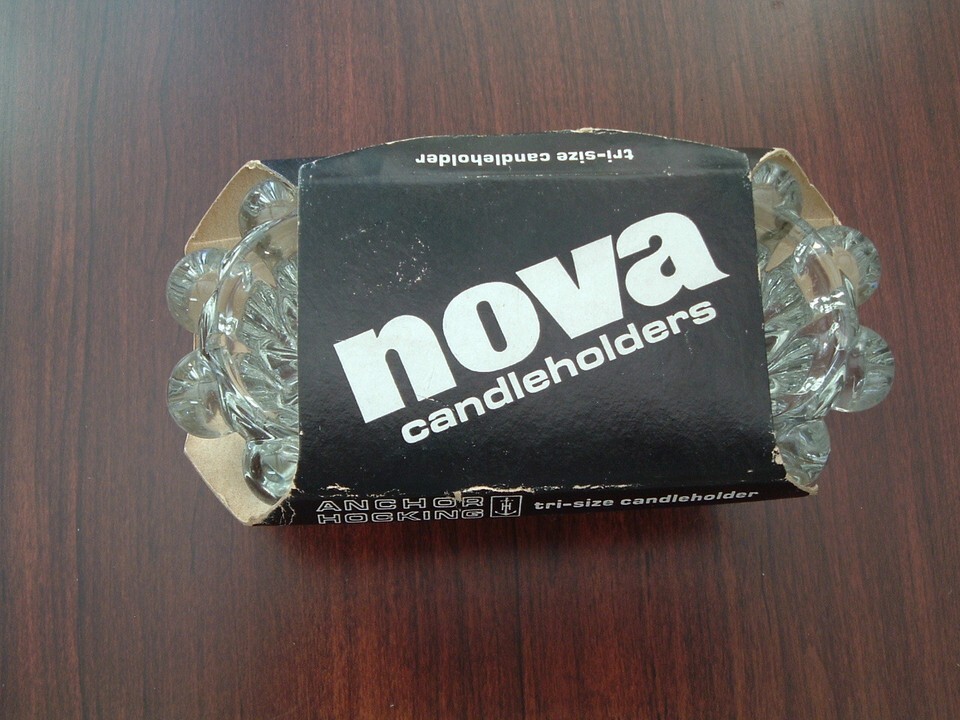 tri-size candleholder
nova
candleholders
ANCHOR
HOCKING
H
tri-size candleholder